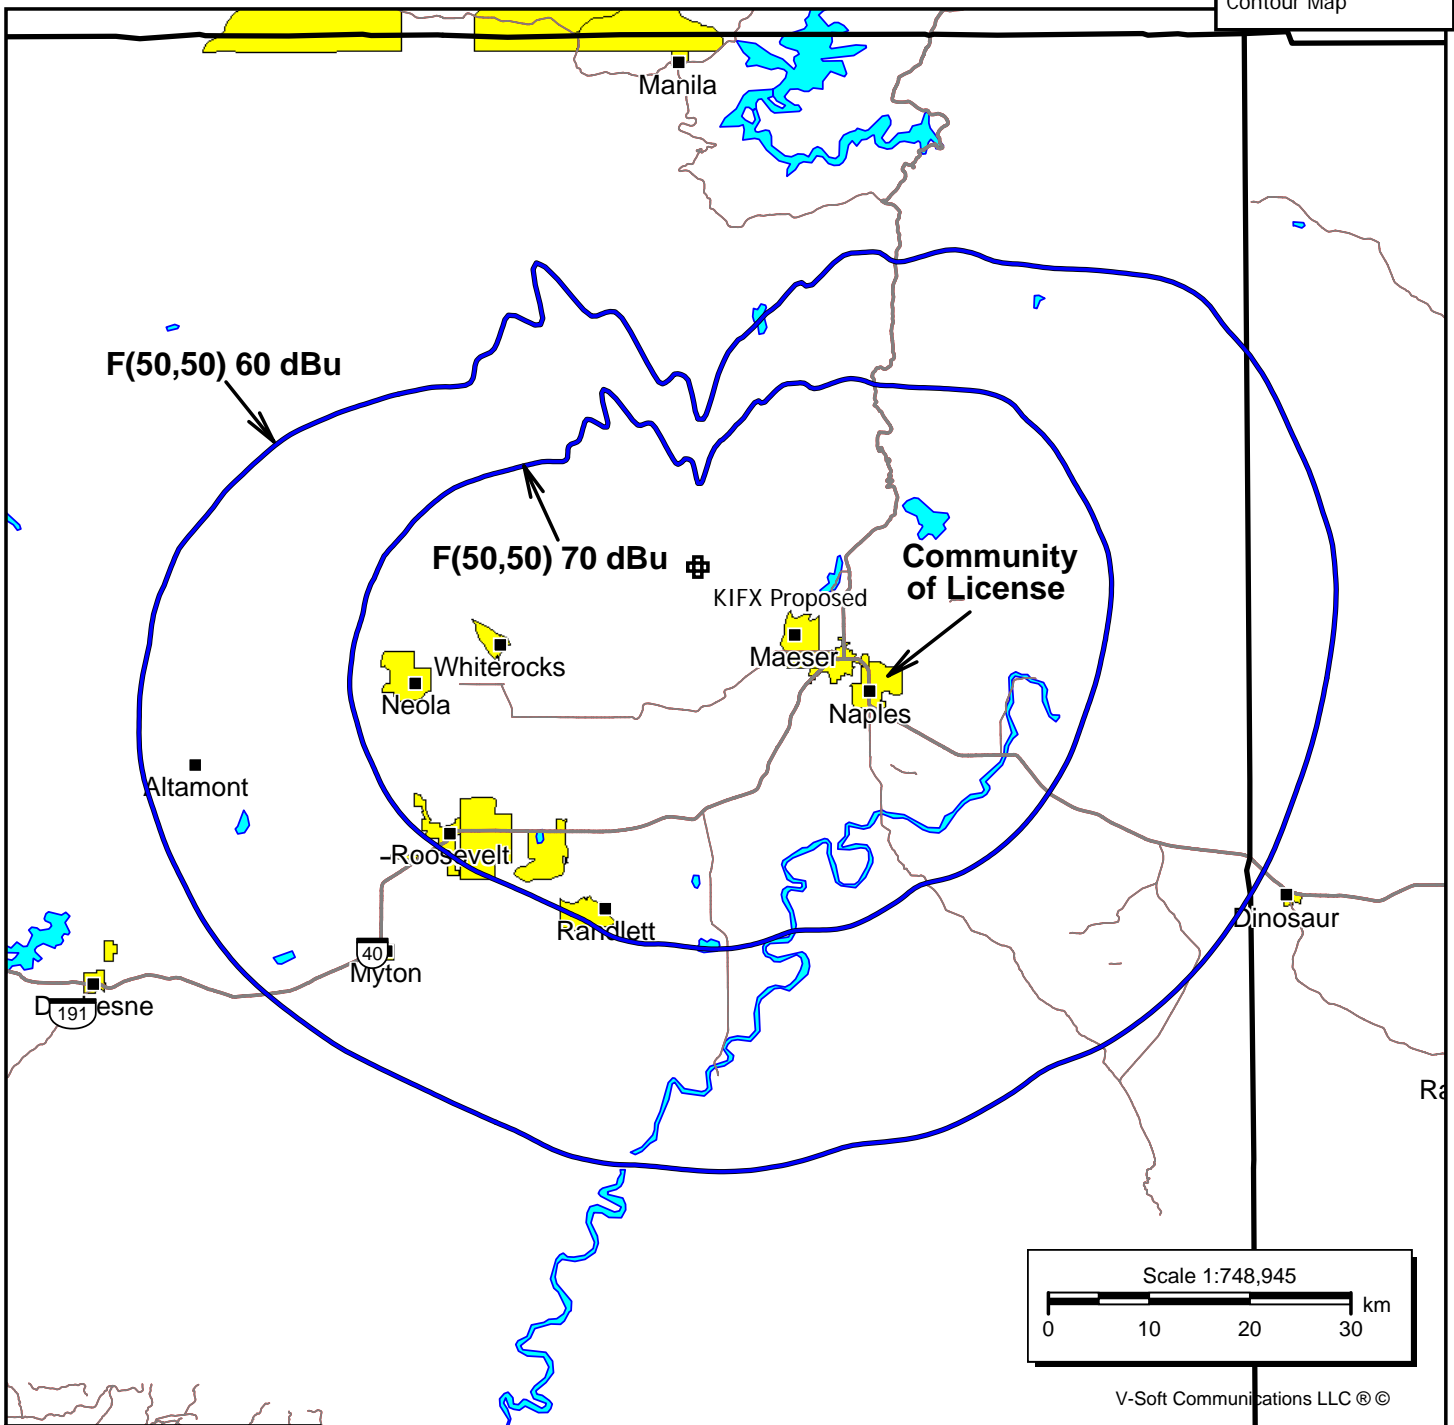 Contour Map
Manila
F(50,50) 60 dBu
F(50,50) 70 dBu
Community
of License
KIFX Proposed
Maeser
Whiterocks
Neola
Naples
Altamont
Roosevelt
Randlett
Dinosaur
40
Myton
191
Scale 1:748,945
km
0 10 20 30
V-Soft Communications LLC ® ©